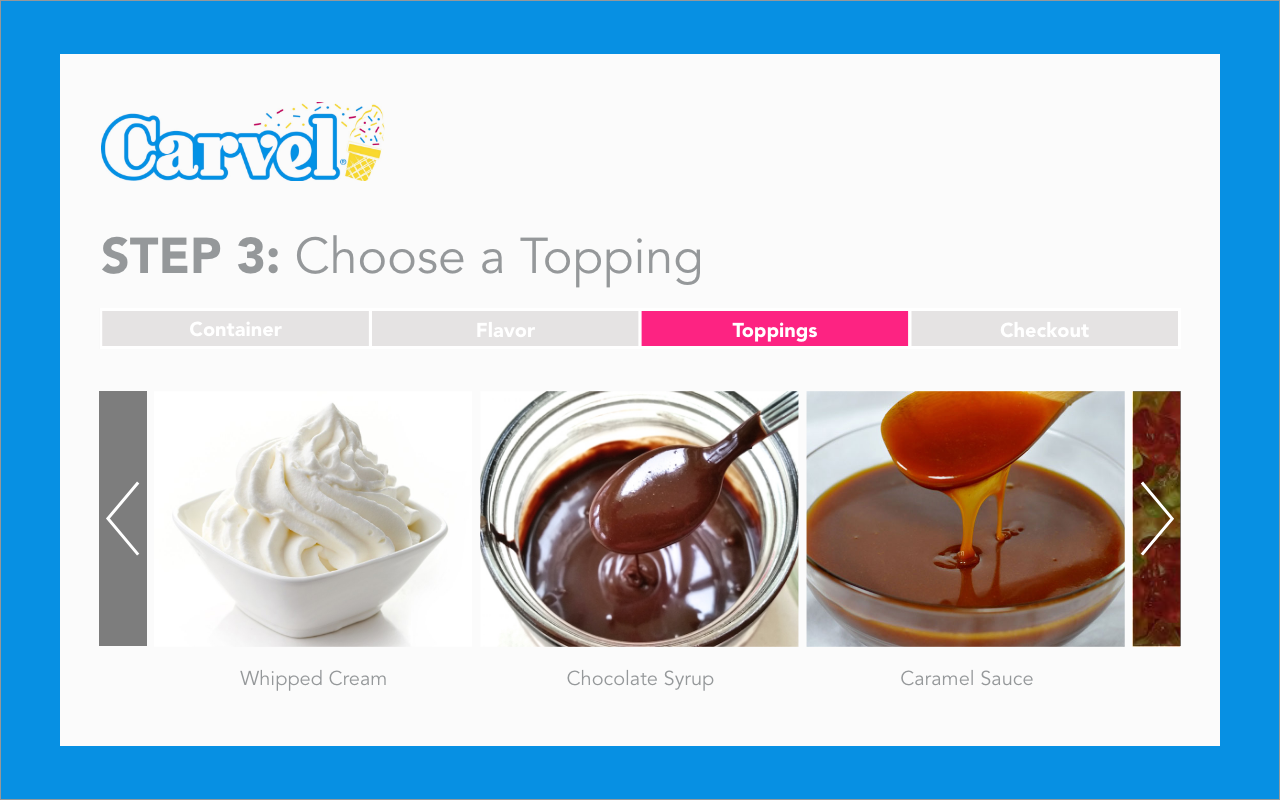 Carvel®
STEP 3: Choose a Topping
Container Flavor Toppings Checkout
Whipped Cream Chocolate Syrup Caramel Sauce